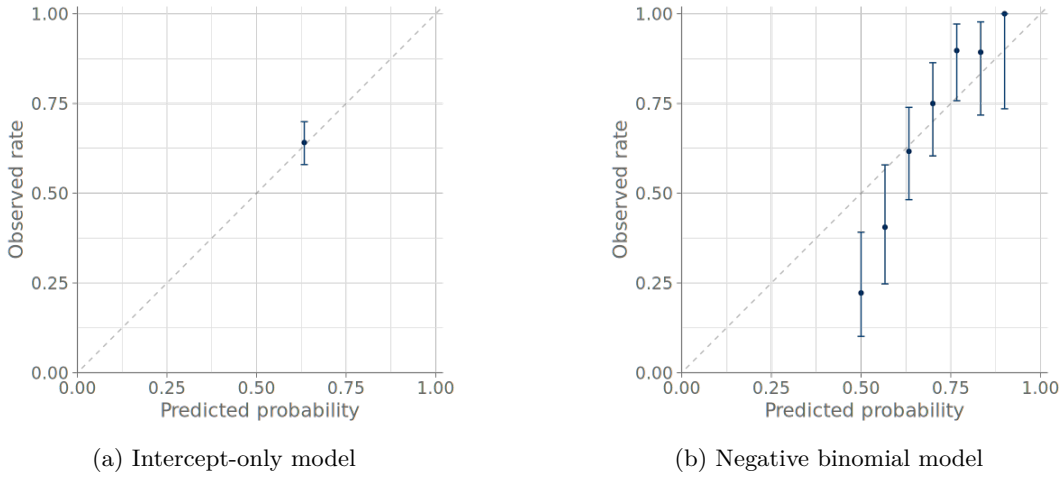 1.00
0.75
0.50
0.25
0.00
0.00 0.25 0.50 0.75 1.00
Observed rate
Predicted probability
(a) Intercept-only model
1.00
0.75
0.50
0.25
0.00
0.00 0.25 0.50 0.75 1.00
Observed rate
Predicted probability
(b) Negative binomial model